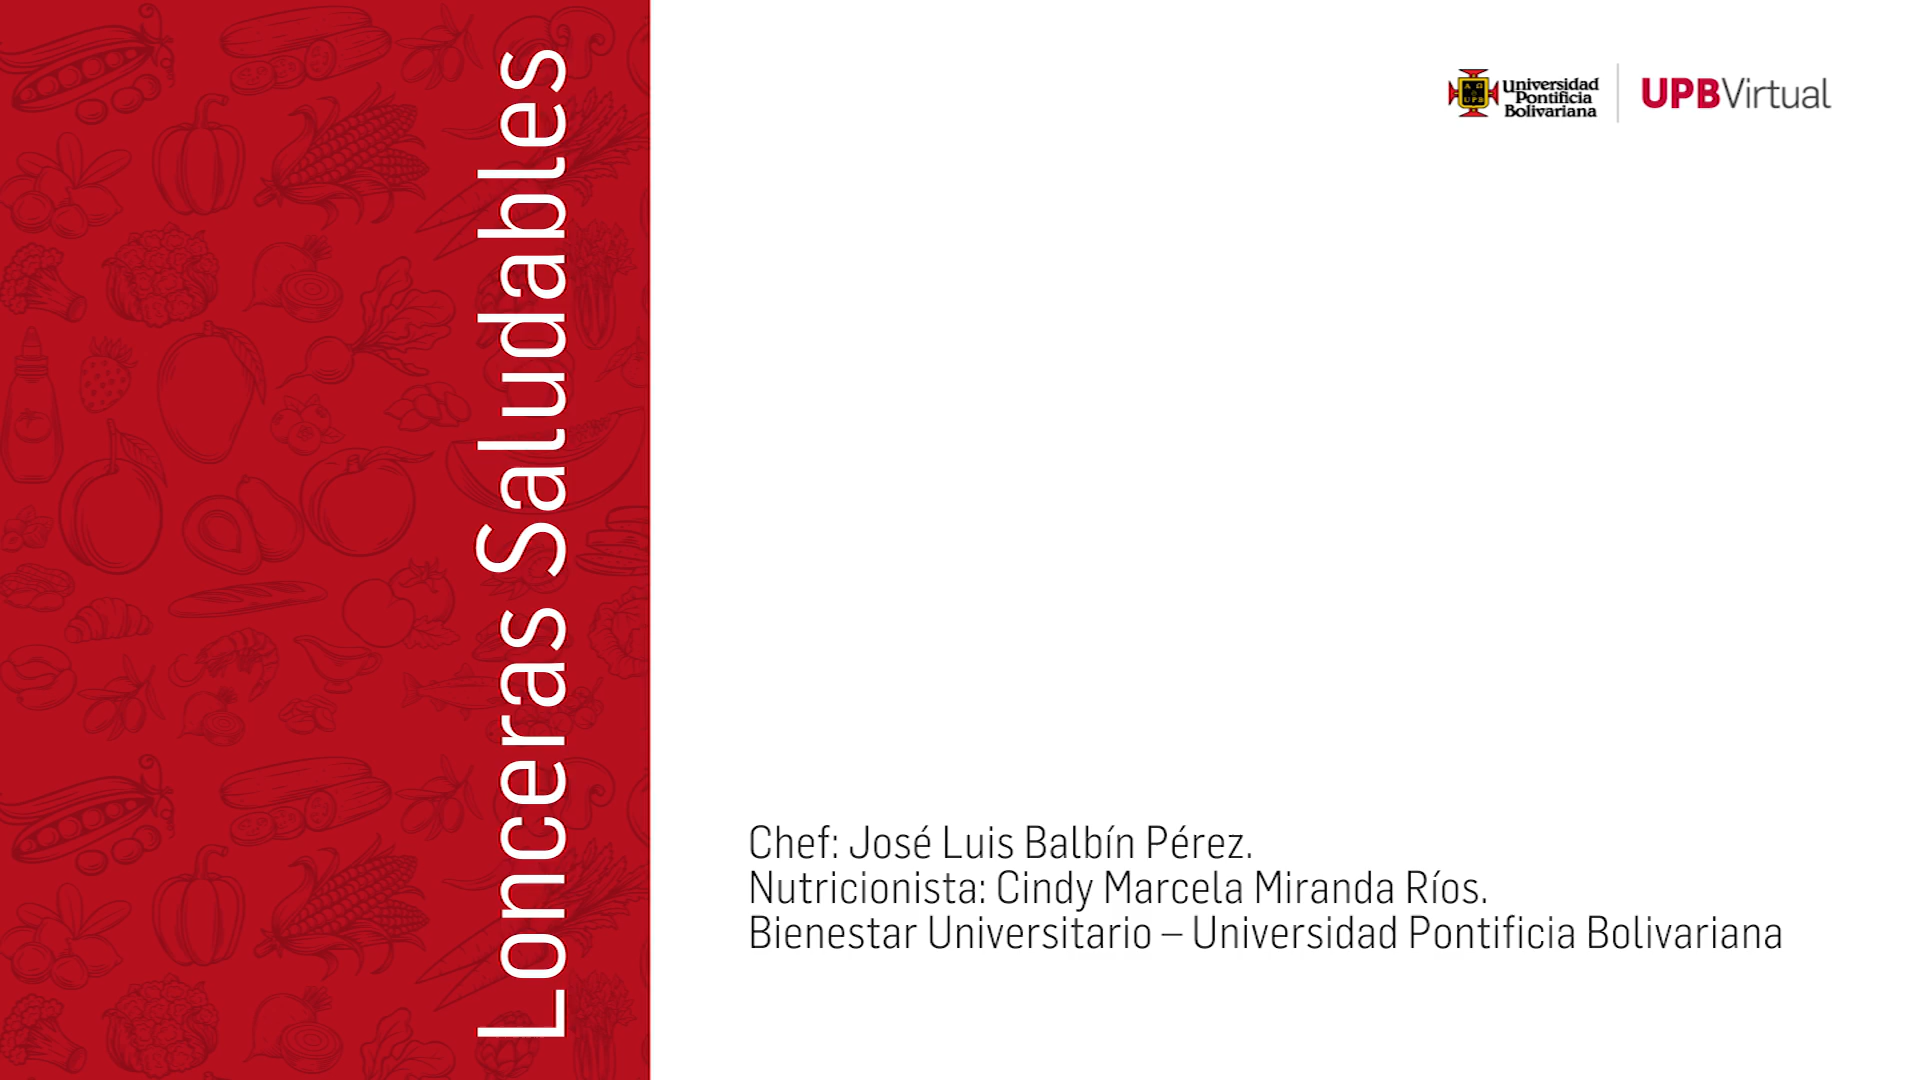 Lonceras Saludables
Universidad
Pontificia
Bolivariana
UPBVirtual
Chef: José Luis Balbín Pérez.
Nutricionista: Cindy Marcela Miranda Ríos.
Bienestar Universitario – Universidad Pontificia Bolivariana